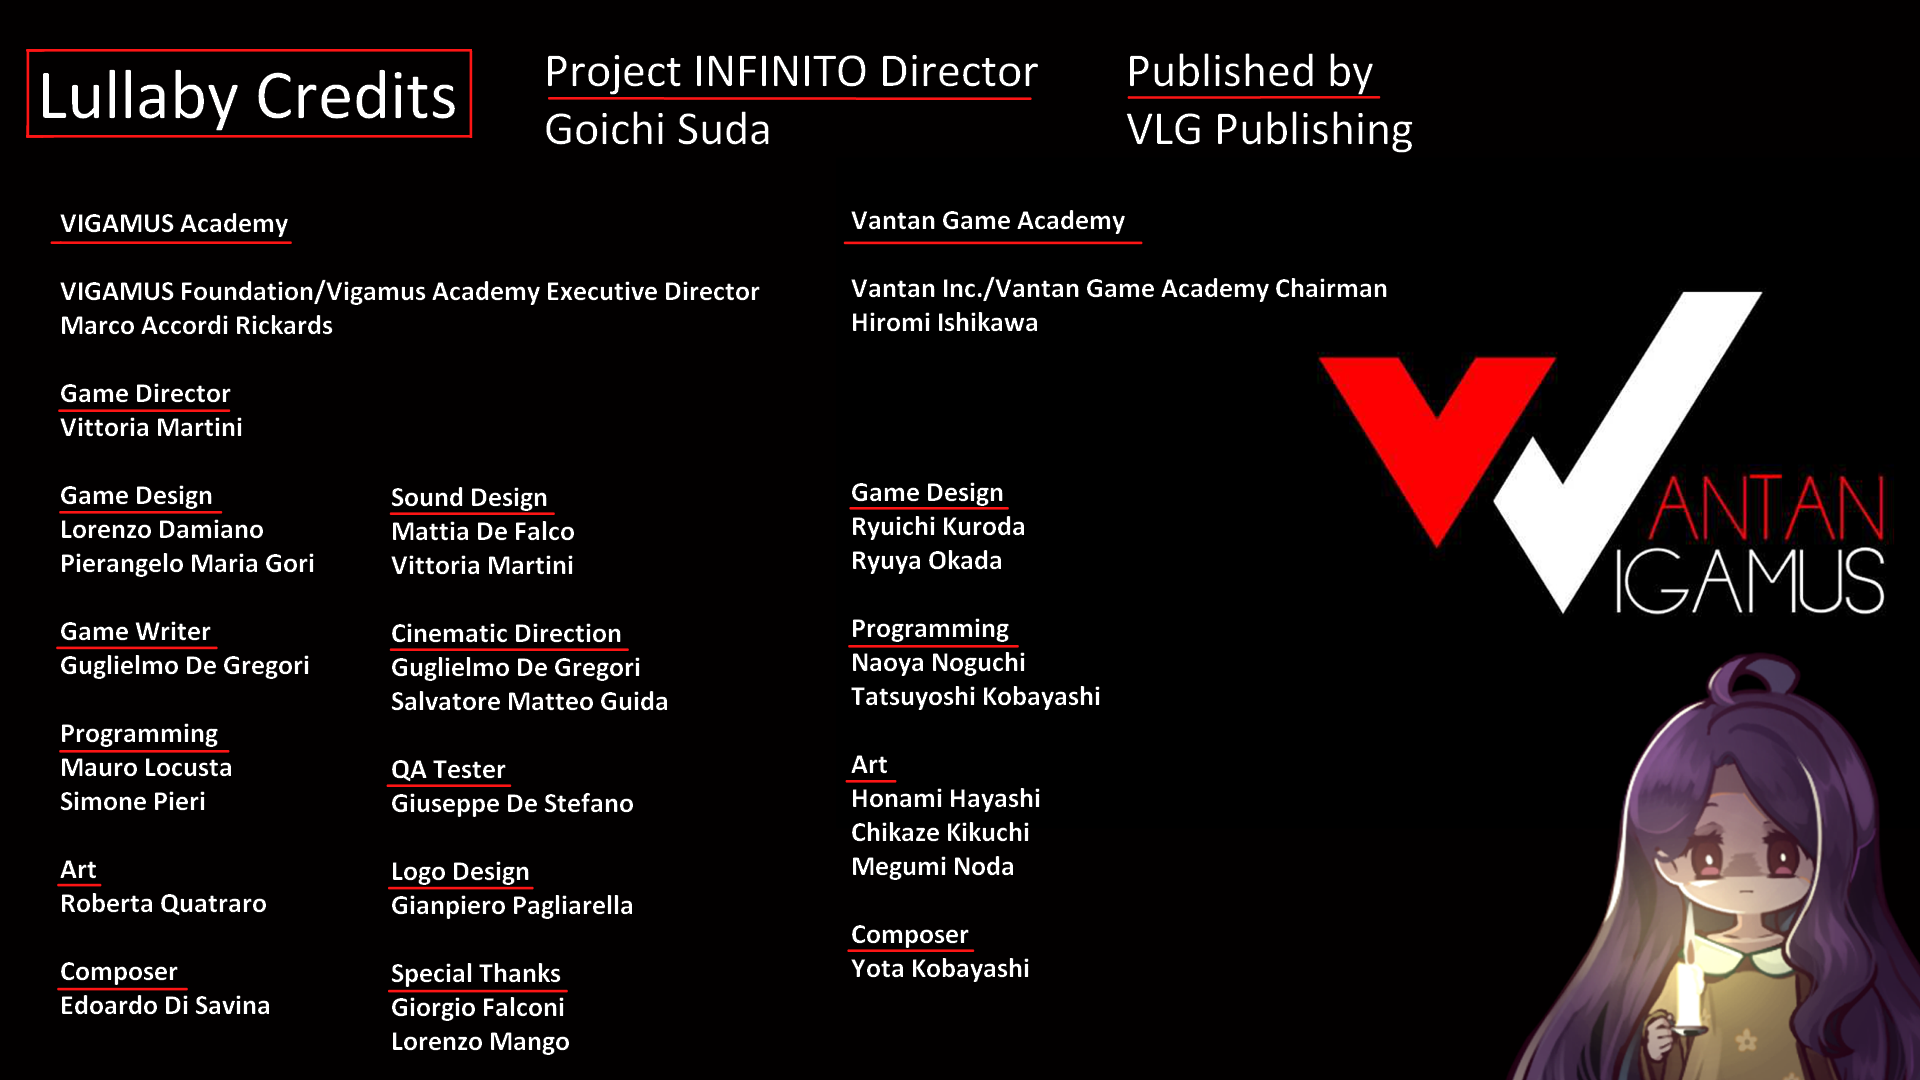 Lullaby Credits
Project INFINITO Director
Goichi Suda
Published by
VLG Publishing
VIGAMUS Academy
VIGAMUS Foundation/Vigamus Academy Executive Director
Marco Accordi Rickards
Game Director
Vittoria Martini
Game Design
Lorenzo Damiano
Pierangelo Maria Gori
Game Writer
Guglielmo De Gregori
Programming
Mauro Locusta
Simone Pieri
Art
Roberta Quatraro
Composer
Edoardo Di Savina
Sound Design
Mattia De Falco
Vittoria Martini
Cinematic Direction
Guglielmo De Gregori
Salvatore Matteo Guida
QA Tester
Giuseppe De Stefano
Logo Design
Gianpiero Pagliarella
Special Thanks
Giorgio Falconi
Lorenzo Mango
Vantan Game Academy
Vantan Inc./Vantan Game Academy Chairman
Hiromi Ishikawa
Game Design
Ryuichi Kuroda
Ryuya Okada
Programming
Naoya Noguchi
Tatsuyoshi Kobayashi
Art
Honami Hayashi
Chikaze Kikuchi
Megumi Noda
Composer
Yota Kobayashi
VANTAN
VIGAMUS